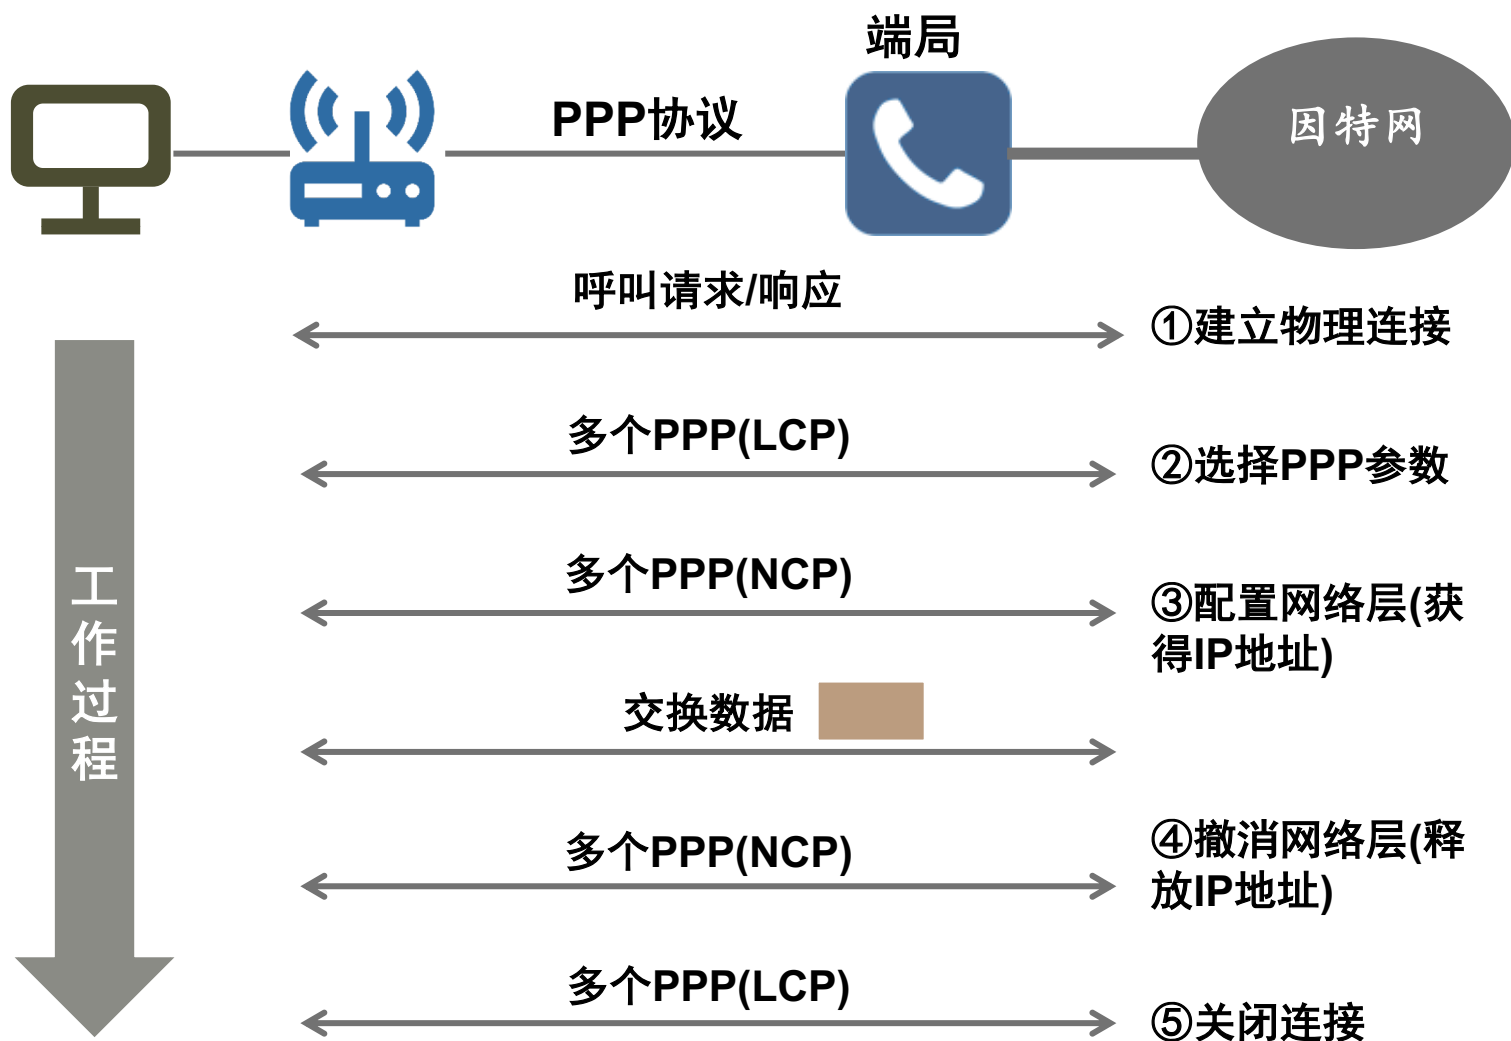 端局
PPP协议
因特网
呼叫请求/响应
①建立物理连接
多个PPP(LCP)
②选择PPP参数
多个PPP(NCP)
③配置网络层(获
得IP地址)
交换数据
多个PPP(NCP)
④撤消网络层(释
放IP地址)
多个PPP(LCP)
⑤关闭连接
工作过程